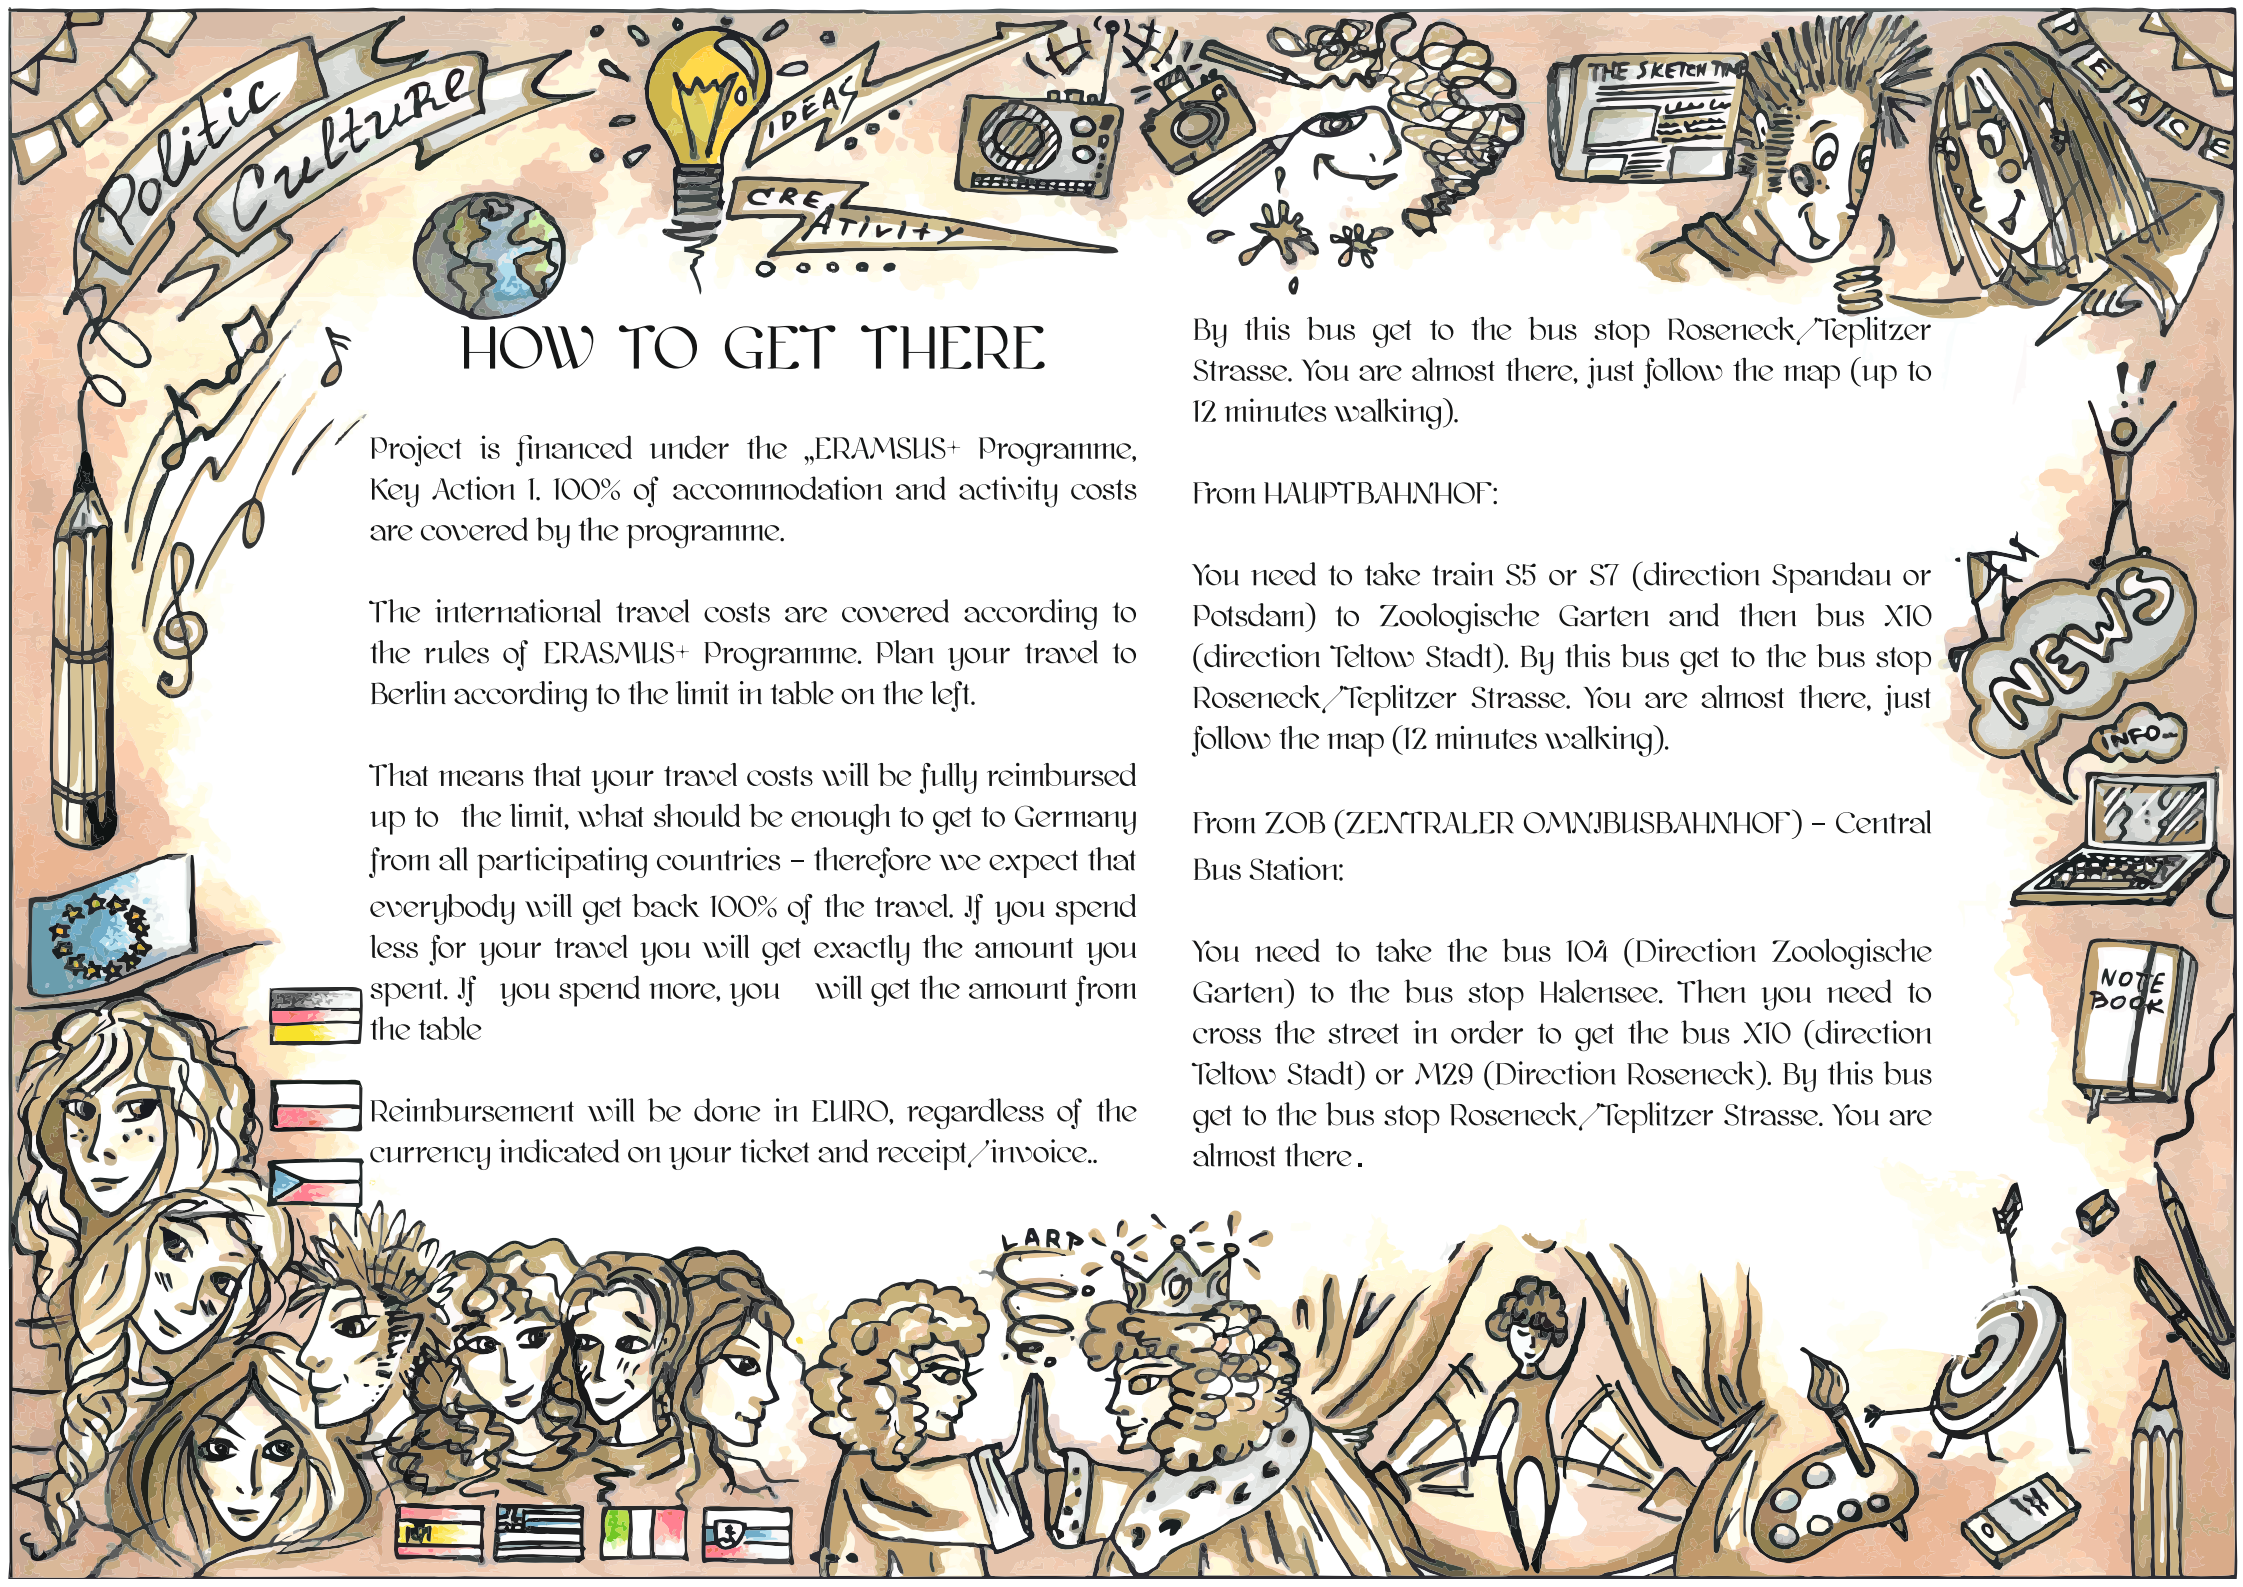 Politic
Culture
IDEAS
CREATIVITY
THE SKETCH TIME
PEACE
HOW TO GET THERE
Project is financed under the „ERAMSUS+ Programme,
Key Action 1. 100% of accommodation and activity costs
are covered by the programme.
The international travel costs are covered according to
the rules of ERASMUS+ Programme. Plan your travel to
Berlin according to the limit in table on the left.
That means that your travel costs will be fully reimbursed
up to the limit, what should be enough to get to Germany
from all participating countries – therefore we expect that
everybody will get back 100% of the travel. If you spend
less for your travel you will get exactly the amount you
spent. If you spend more, you will get the amount from
the table
Reimbursement will be done in EURO, regardless of the
currency indicated on your ticket and receipt/invoice..
By this bus get to the bus stop Roseneck/Teplitzer
Strasse. You are almost there, just follow the map (up to
12 minutes walking).
From HAUPTBAHNHOF:
You need to take train S5 or S7 (direction Spandau or
Potsdam) to Zoologische Garten and then bus X10
(direction Teltow Stadt). By this bus get to the bus stop
Roseneck/Teplitzer Strasse. You are almost there, just
follow the map (12 minutes walking).
From ZOB (ZENTRALER OMNIBUSBAHNHOF) – Central
Bus Station:
You need to take the bus 104 (Direction Zoologische
Garten) to the bus stop Halensee. Then you need to
cross the street in order to get the bus X10 (direction
Teltow Stadt) or M29 (Direction Roseneck). By this bus
get to the bus stop Roseneck/Teplitzer Strasse. You are
almost there.
!!
NEWS
INFO
NOTE
BOOK
LARP